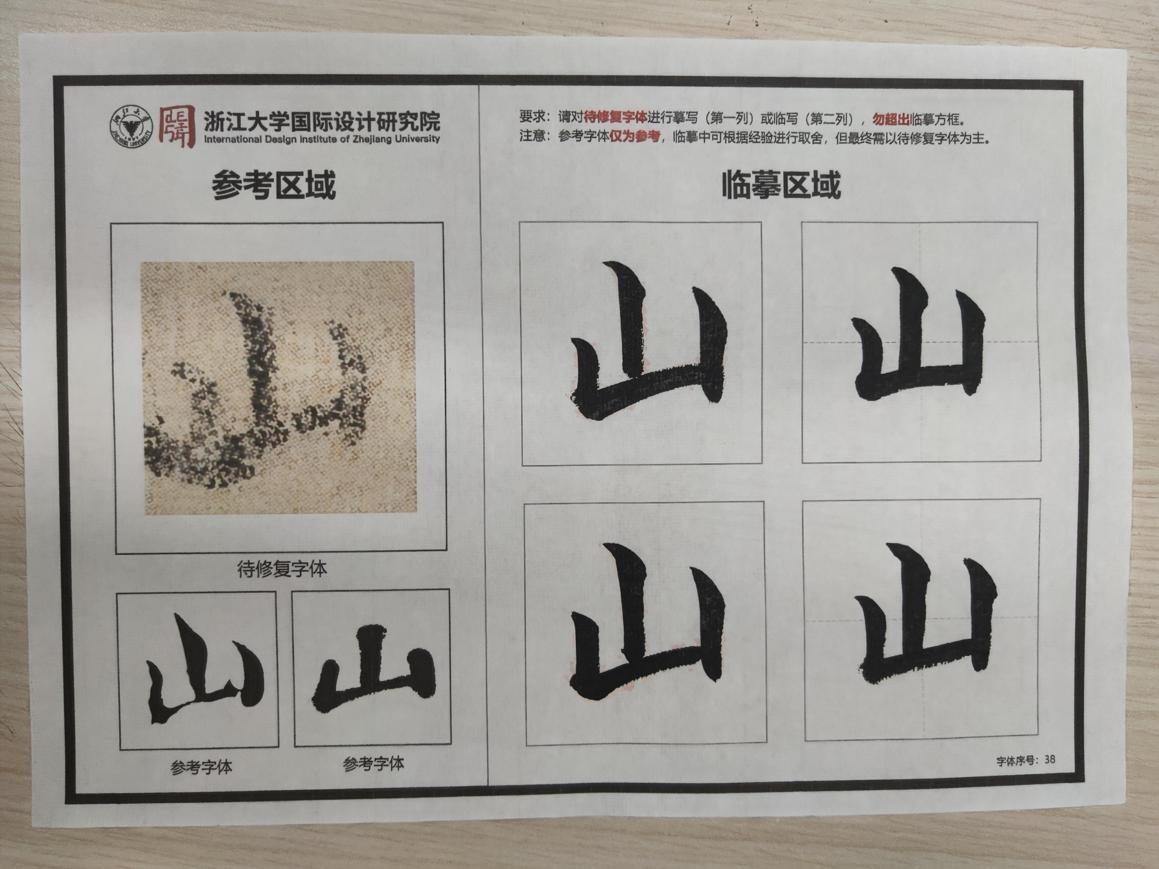 浙江大学国际设计研究院
International Design Institute of Zhejiang University
参考区域
山
待修复字体
山
山
参考字体
参考字体
要求：请对待修复字体进行摹写（第一列）或临写（第二列），勿超出临摹方框。
注意：参考字体仅为参考，临摹中可根据经验进行取舍，但最终需以待修复字体为主。
临摹区域
山
山
山
山
字体序号：38